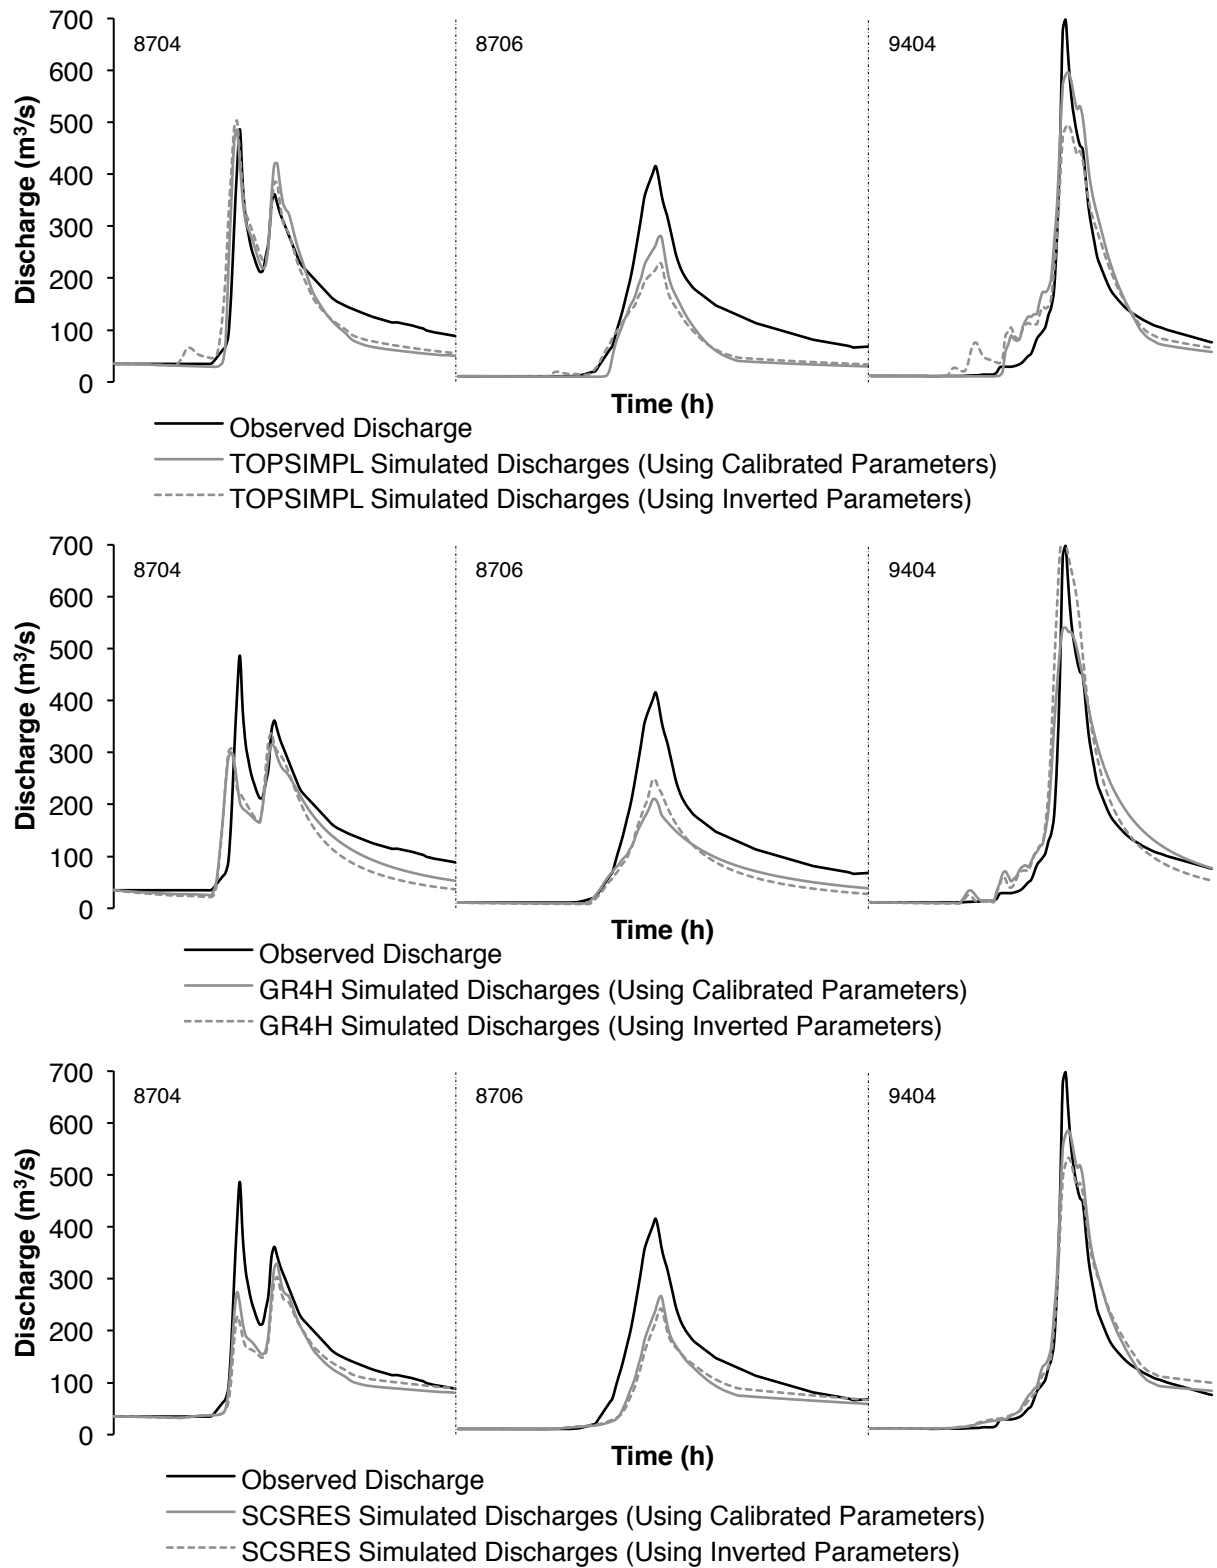 700
600
500
400
300
200
100
0
Discharge (m³/s)
8704
8706
9404
Time (h)
Observed Discharge
TOPSIMPL Simulated Discharges (Using Calibrated Parameters)
TOPSIMPL Simulated Discharges (Using Inverted Parameters)
700
600
500
400
300
200
100
0
Discharge (m³/s)
8704
8706
9404
Time (h)
Observed Discharge
GR4H Simulated Discharges (Using Calibrated Parameters)
GR4H Simulated Discharges (Using Inverted Parameters)
700
600
500
400
300
200
100
0
Discharge (m³/s)
8704
8706
9404
Time (h)
Observed Discharge
SCSRES Simulated Discharges (Using Calibrated Parameters)
SCSRES Simulated Discharges (Using Inverted Parameters)